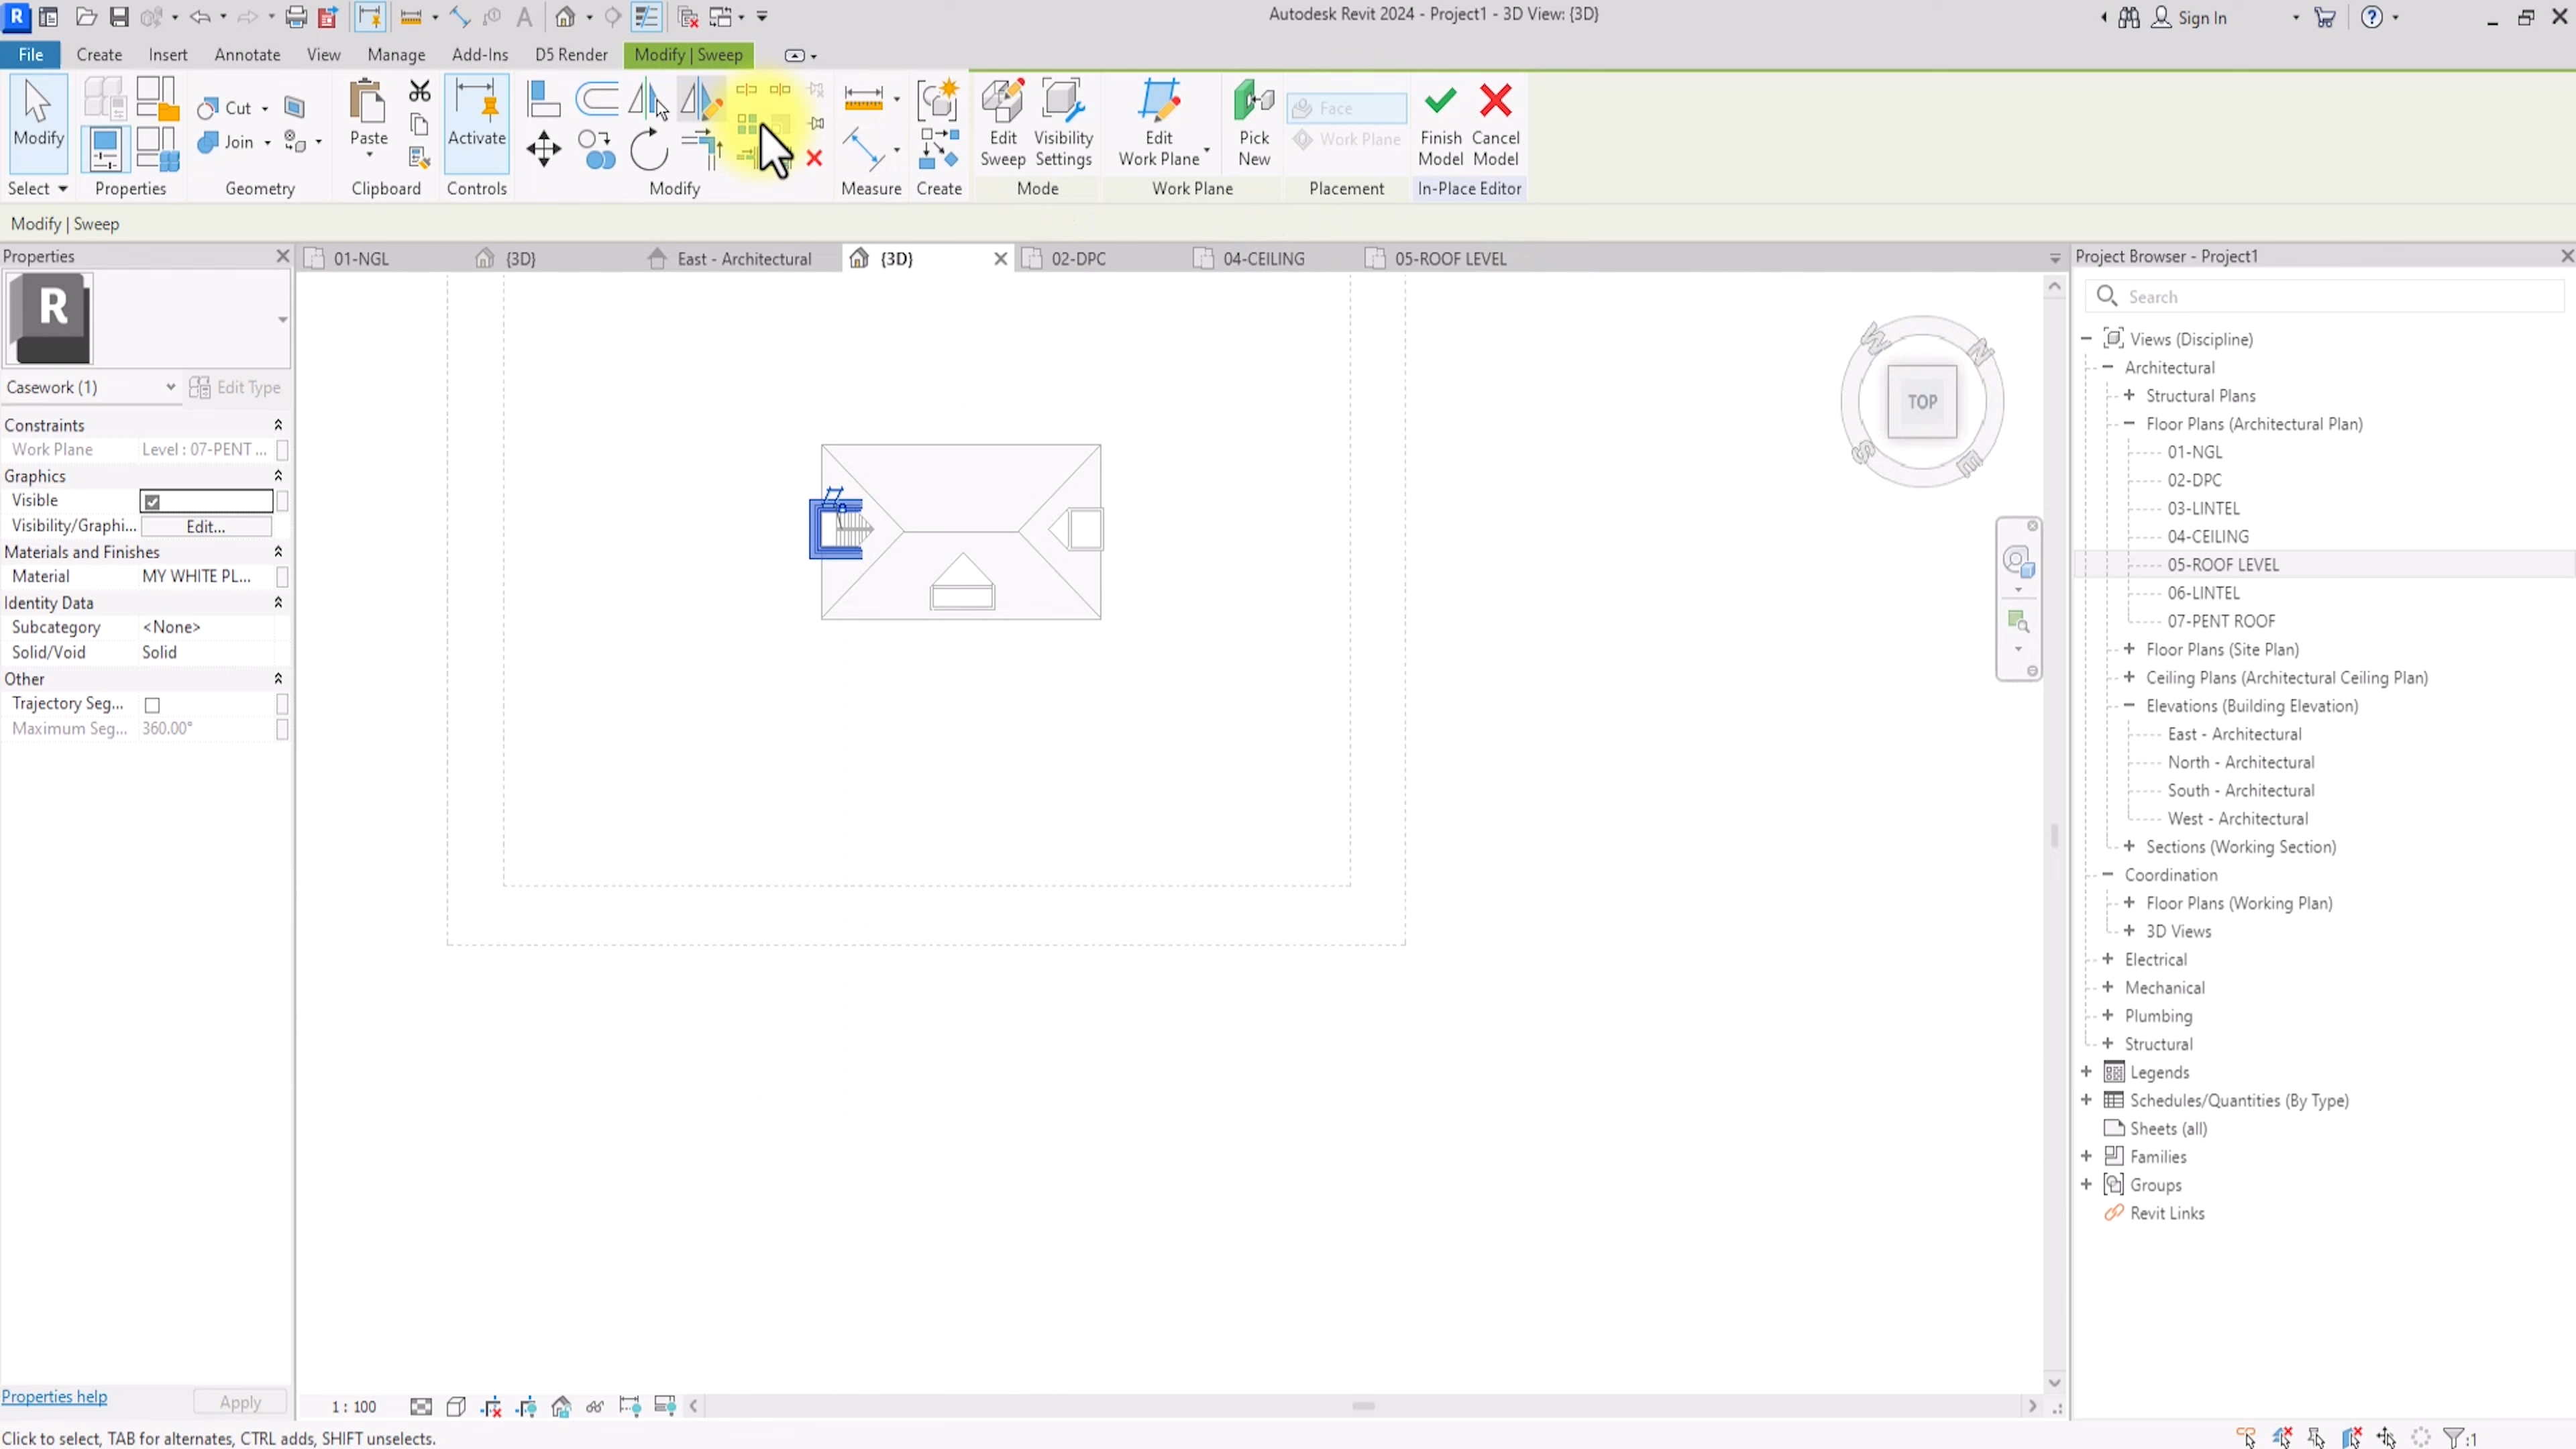 R
Autodesk Revit 2024 - Project1 - 3D View: {3D}
Sign In
File Create Insert Annotate View Manage Add-Ins D5 Render Modify | Sweep
Modify
Cut
Join
Paste
Activate
Edit Sweep
Visibility Settings
Edit Work Plane
Pick New
Face
Work Plane
Finish Model
Cancel Model
Select Properties Geometry Clipboard Controls Modify Measure Create Mode Work Plane Placement In-Place Editor
Modify | Sweep
Properties
01-NGL {3D} East - Architectural {3D} 02-DPC 04-CEILING 05-ROOF LEVEL
R
Casework (1) Edit Type
Constraints
Work Plane Level : 07-PENT ...
Graphics
Visible
Visibility/Graphi... Edit...
Materials and Finishes
Material MY WHITE PL...
Identity Data
Subcategory <None>
Solid/Void Solid
Other
Trajectory Seg...
Maximum Seg... 360.00°
Properties help Apply
W N
TOP
S E
1 : 100
Click to select, TAB for alternates, CTRL adds, SHIFT unselects.
Project Browser - Project1
Search
Views (Discipline)
Architectural
Structural Plans
Floor Plans (Architectural Plan)
01-NGL
02-DPC
03-LINTEL
04-CEILING
05-ROOF LEVEL
06-LINTEL
07-PENT ROOF
Floor Plans (Site Plan)
Ceiling Plans (Architectural Ceiling Plan)
Elevations (Building Elevation)
East - Architectural
North - Architectural
South - Architectural
West - Architectural
Sections (Working Section)
Coordination
Floor Plans (Working Plan)
3D Views
Electrical
Mechanical
Plumbing
Structural
Legends
Schedules/Quantities (By Type)
Sheets (all)
Families
Groups
Revit Links
:1